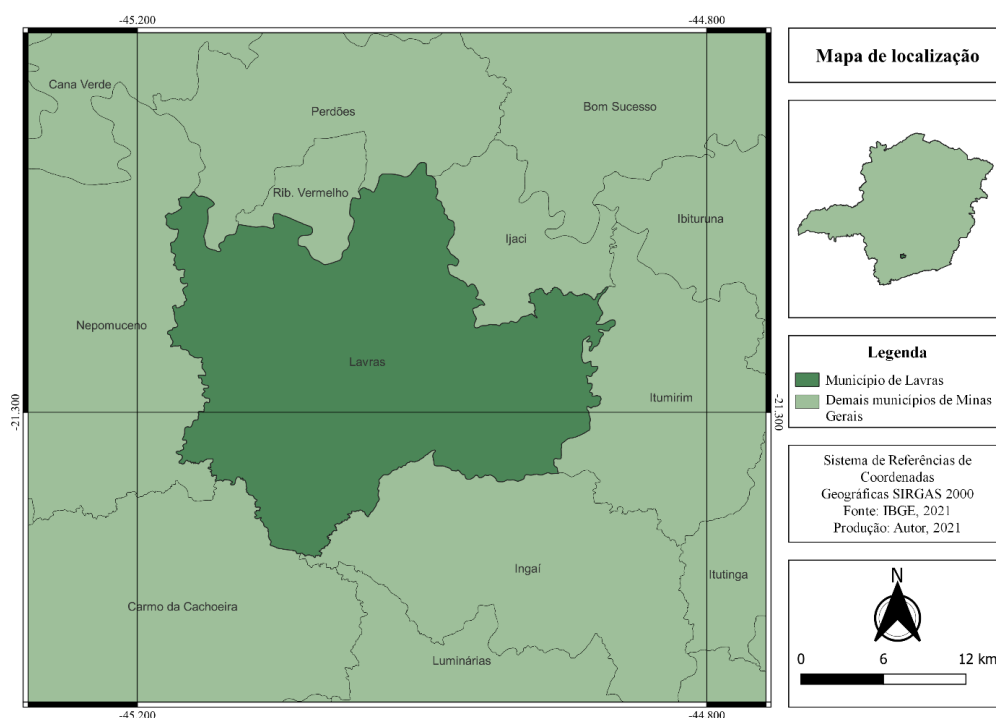 -45.200
-44.800
Cana Verde
Perdões
Bom Sucesso
Rib. Vermelho
Ijaci
Ibituruna
Nepomuceno
Lavras
Itumirim
-21.300
-21.300
Ingaí
Itutinga
Carmo da Cachoeira
Luminárias
-45.200
-44.800
Mapa de localização
Legenda
Município de Lavras
Demais municípios de Minas
Gerais
Sistema de Referências de
Coordenadas
Geográficas SIRGAS 2000
Fonte: IBGE, 2021
Produção: Autor, 2021
N
0 6 12 km